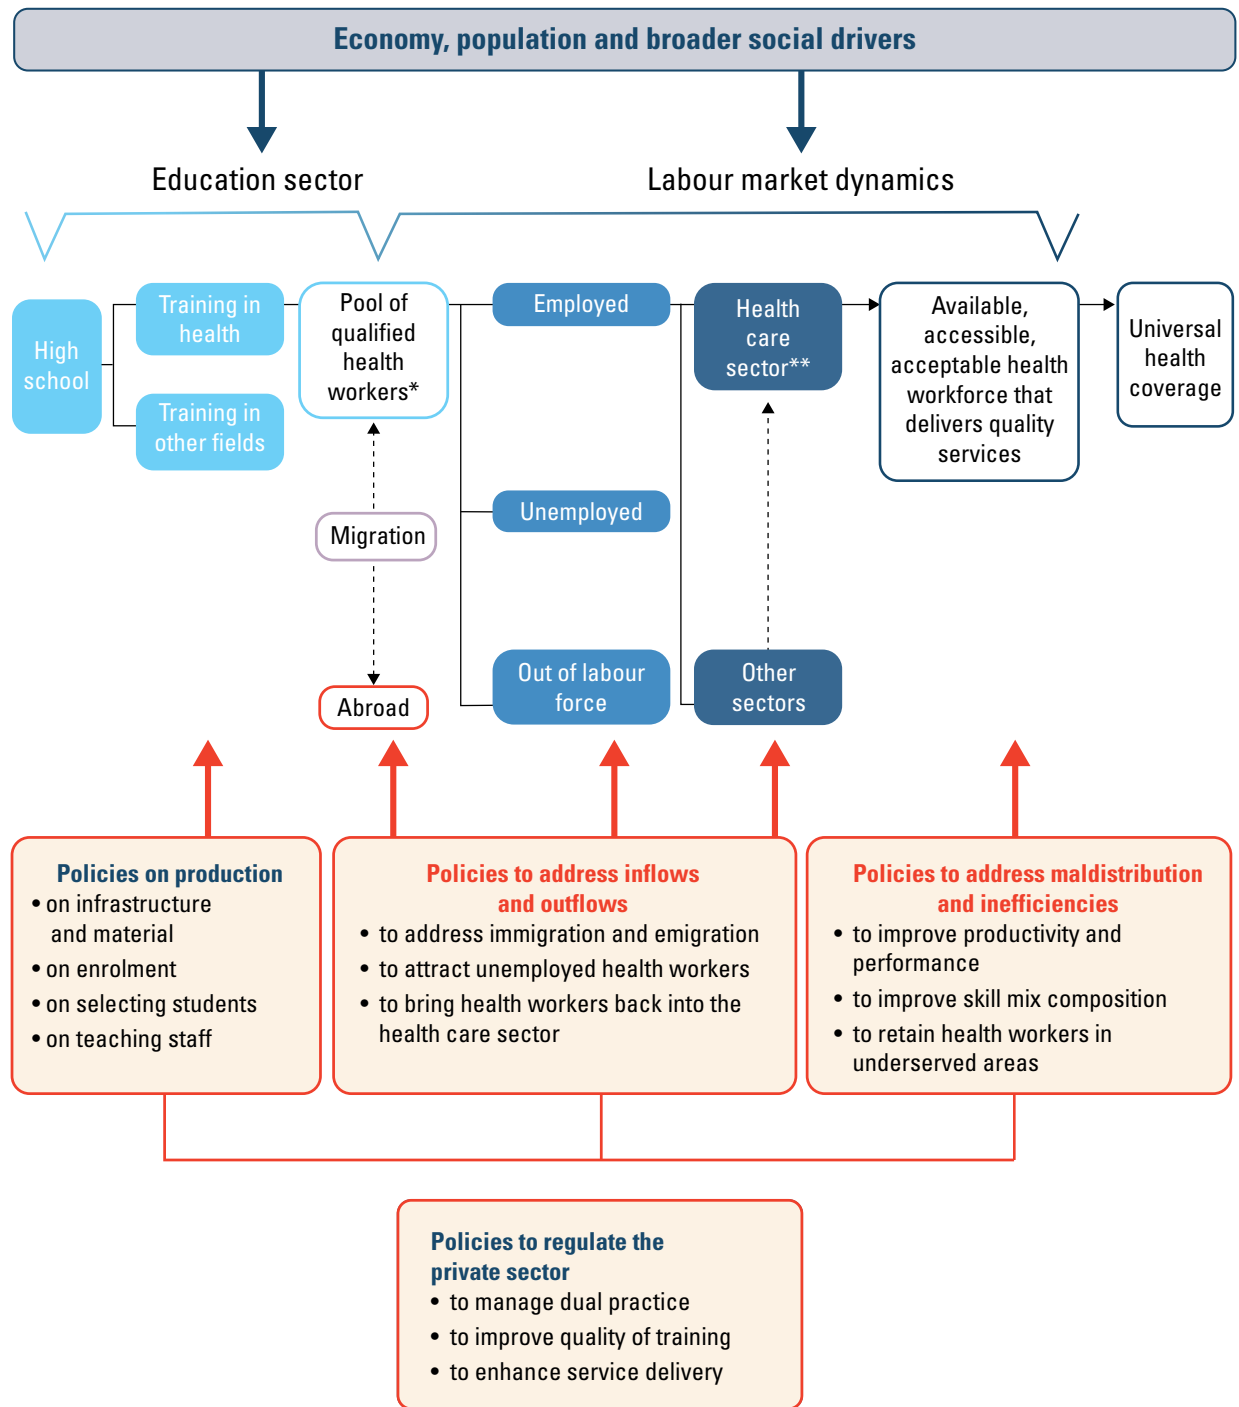 Economy, population and broader social drivers
Education sector
Labour market dynamics
High
school
Training in
health
Training in
other fields
Pool of
qualified
health
workers*
Migration
Abroad
Employed
Unemployed
Out of labour
force
Health
care
sector**
Other
sectors
Available,
accessible,
acceptable health
workforce that
delivers quality
services
Universal
health
coverage
Policies on production
• on infrastructure
and material
• on enrolment
• on selecting students
• on teaching staff
Policies to address inflows
and outflows
• to address immigration and emigration
• to attract unemployed health workers
• to bring health workers back into the
health care sector
Policies to address maldistribution
and inefficiencies
• to improve productivity and
performance
• to improve skill mix composition
• to retain health workers in
underserved areas
Policies to regulate the
private sector
• to manage dual practice
• to improve quality of training
• to enhance service delivery